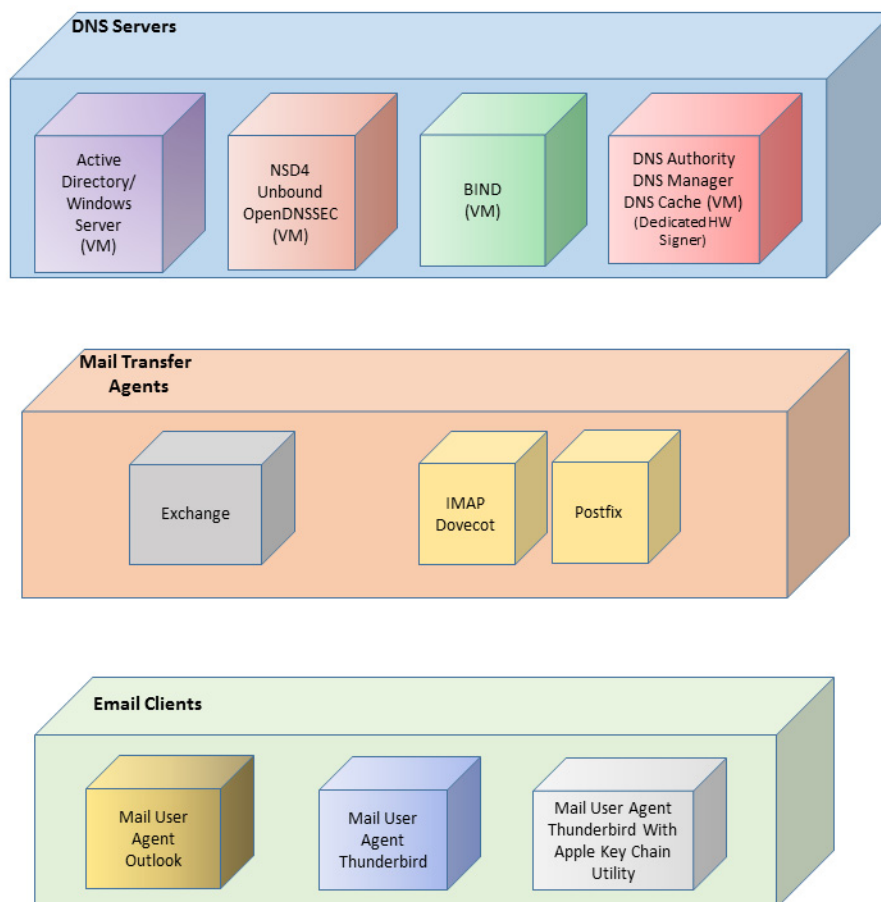 DNS Servers
Active
Directory/
Windows
Server
(VM)
NSD4
Unbound
OpenDNSSEC
(VM)
BIND
(VM)
DNS Authority
DNS Manager
DNS Cache (VM)
(Dedicated HW
Signer)
Mail Transfer
Agents
Exchange
IMAP
Dovecot
Postfix
Email Clients
Mail User
Agent
Outlook
Mail User
Agent
Thunderbird
Mail User Agent
Thunderbird With
Apple Key Chain
Utility